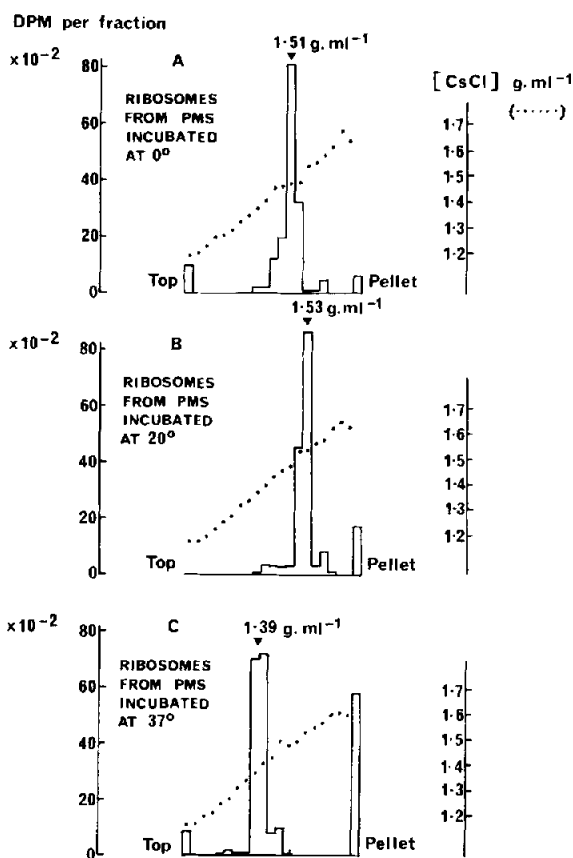 DPM per fraction
×10⁻²
80
60
40
20
0
A
RIBOSOMES
FROM PMS
INCUBATED
AT 0°
1·51 g. ml⁻¹
Top
Pellet
[CsCl] g. ml⁻¹
(······)
1·7
1·6
1·5
1·4
1·3
1·2
×10⁻²
80
60
40
20
0
B
RIBOSOMES
FROM PMS
INCUBATED
AT 20°
1·53 g. ml⁻¹
Top
Pellet
1·7
1·6
1·5
1·4
1·3
1·2
×10⁻²
80
60
40
20
0
C
RIBOSOMES
FROM PMS
INCUBATED
AT 37°
1·39 g. ml⁻¹
Top
Pellet
1·7
1·6
1·5
1·4
1·3
1·2